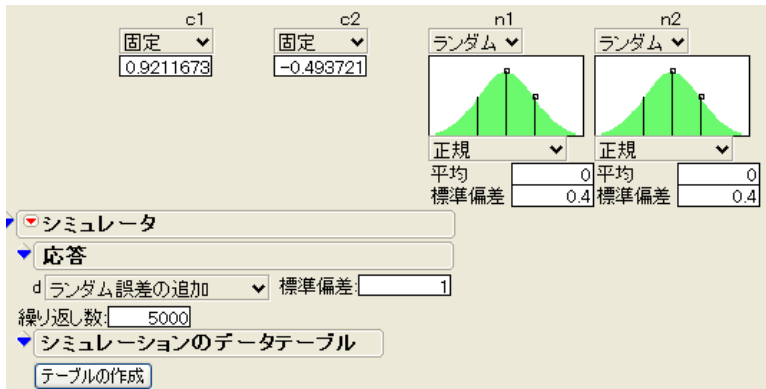 c1 c2 n1 n2
固定 固定 ランダム ランダム
0.9211673 -0.493721
正規 正規
平均 0 平均 0
標準偏差 0.4 標準偏差 0.4
シミュレータ
応答
d ランダム誤差の追加 標準偏差: 1
繰り返し数: 5000
シミュレーションのデータテーブル
テーブルの作成